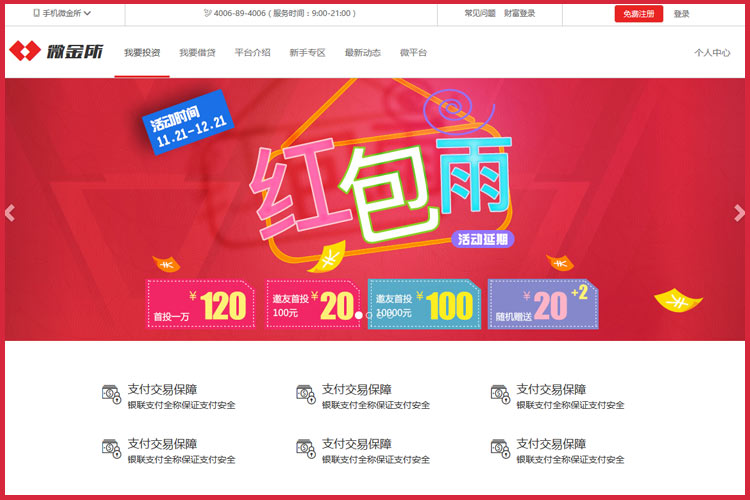 手机微金所
4006-89-4006（服务时间：9:00-21:00）
常见问题 财富登录
免费注册 登录
微金所
我要投资 我要借贷 平台介绍 新手专区 最新动态 微平台
个人中心
活动时间
11.21-12.21
红包雨
活动延期
首投一万 ¥120
邀友首投
100元
¥20
邀友首投
10000元
¥100
随机赠送
¥20+2
支付交易保障
银联支付全称保证支付安全
支付交易保障
银联支付全称保证支付安全
支付交易保障
银联支付全称保证支付安全
支付交易保障
银联支付全称保证支付安全
支付交易保障
银联支付全称保证支付安全
支付交易保障
银联支付全称保证支付安全